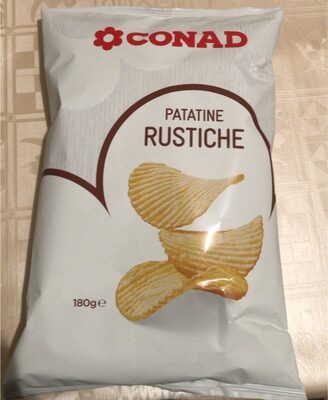 CONAD
PATATINE
RUSTICHE
180g℮